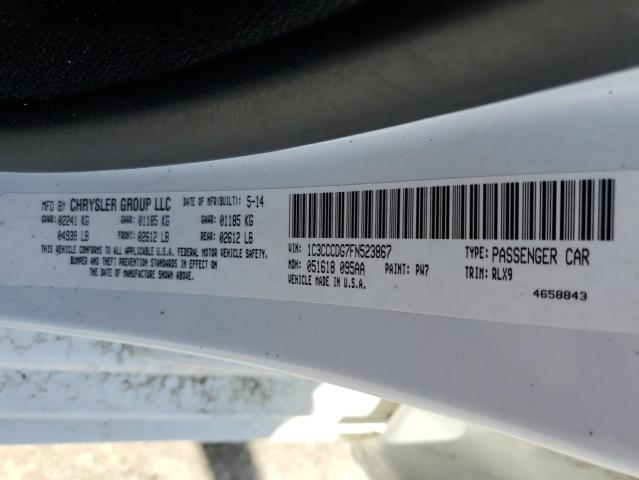 MFD BY CHRYSLER GROUP LLC DATE OF MFR(BUILT): 5-14
GVWR: 02241 KG GAWR: 01185 KG GAWR: 01185 KG
04939 LB FRONT: 02612 LB REAR: 02612 LB
THIS VEHICLE CONFORMS TO ALL APPLICABLE U.S.A. FEDERAL MOTOR VEHICLE SAFETY,
BUMPER AND THEFT PREVENTION STANDARDS IN EFFECT ON
THE DATE OF MANUFACTURE SHOWN ABOVE.
VIN: 1C3CCCDG7FN523867 TYPE: PASSENGER CAR
MDH: 051618 095AA PAINT: PW7 TRIM: RLX9
VEHICLE MADE IN U.S.A.
4658843